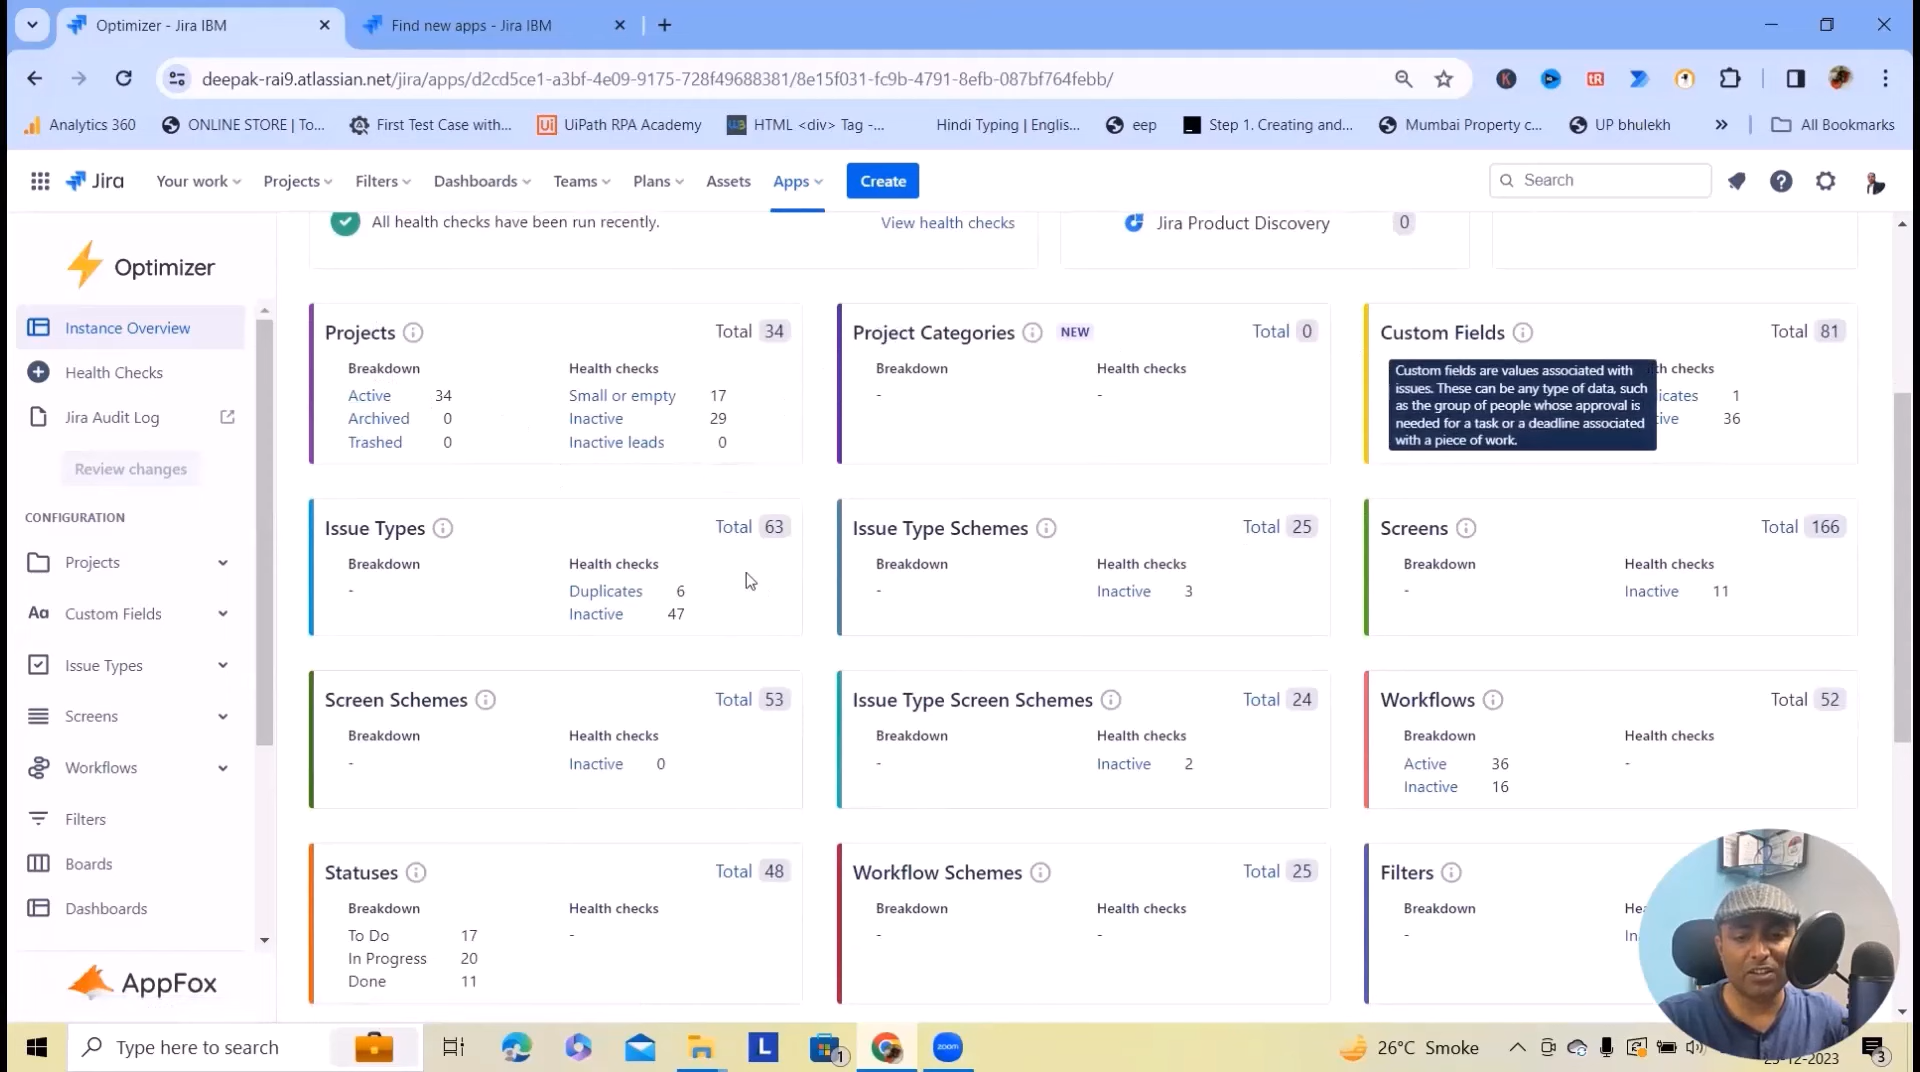 Optimizer - Jira IBM
Find new apps - Jira IBM
deepak-rai9.atlassian.net/jira/apps/d2cd5ce1-a3bf-4e09-9175-728f49688381/8e15f031-fc9b-4791-8efb-087bf764febb/
Analytics 360
ONLINE STORE | To...
First Test Case with...
UiPath RPA Academy
HTML <div> Tag -...
Hindi Typing | Englis...
eep
Step 1. Creating and...
Mumbai Property c...
UP bhulekh
All Bookmarks
Jira
Your work
Projects
Filters
Dashboards
Teams
Plans
Assets
Apps
Create
Search
Optimizer
Instance Overview
Health Checks
Jira Audit Log
Review changes
CONFIGURATION
Projects
Custom Fields
Issue Types
Screens
Workflows
Filters
Boards
Dashboards
AppFox
All health checks have been run recently.
View health checks
Jira Product Discovery 0
Projects Total 34
Breakdown Health checks
Active 34 Small or empty 17
Archived 0 Inactive 29
Trashed 0 Inactive leads 0
Project Categories NEW Total 0
Breakdown Health checks
- -
Custom Fields Total 81
th checks
icates 1
ive 36
Custom fields are values associated with
issues. These can be any type of data, such
as the group of people whose approval is
needed for a task or a deadline associated
with a piece of work.
Issue Types Total 63
Breakdown Health checks
- Duplicates 6
Inactive 47
Issue Type Schemes Total 25
Breakdown Health checks
- Inactive 3
Screens Total 166
Breakdown Health checks
- Inactive 11
Screen Schemes Total 53
Breakdown Health checks
- Inactive 0
Issue Type Screen Schemes Total 24
Breakdown Health checks
- Inactive 2
Workflows Total 52
Breakdown Health checks
Active 36 -
Inactive 16
Statuses Total 48
Breakdown Health checks
To Do 17 -
In Progress 20
Done 11
Workflow Schemes Total 25
Breakdown Health checks
- -
Filters
Breakdown He
- In
Type here to search
L
1
zoom
26°C Smoke
23-12-2023
3